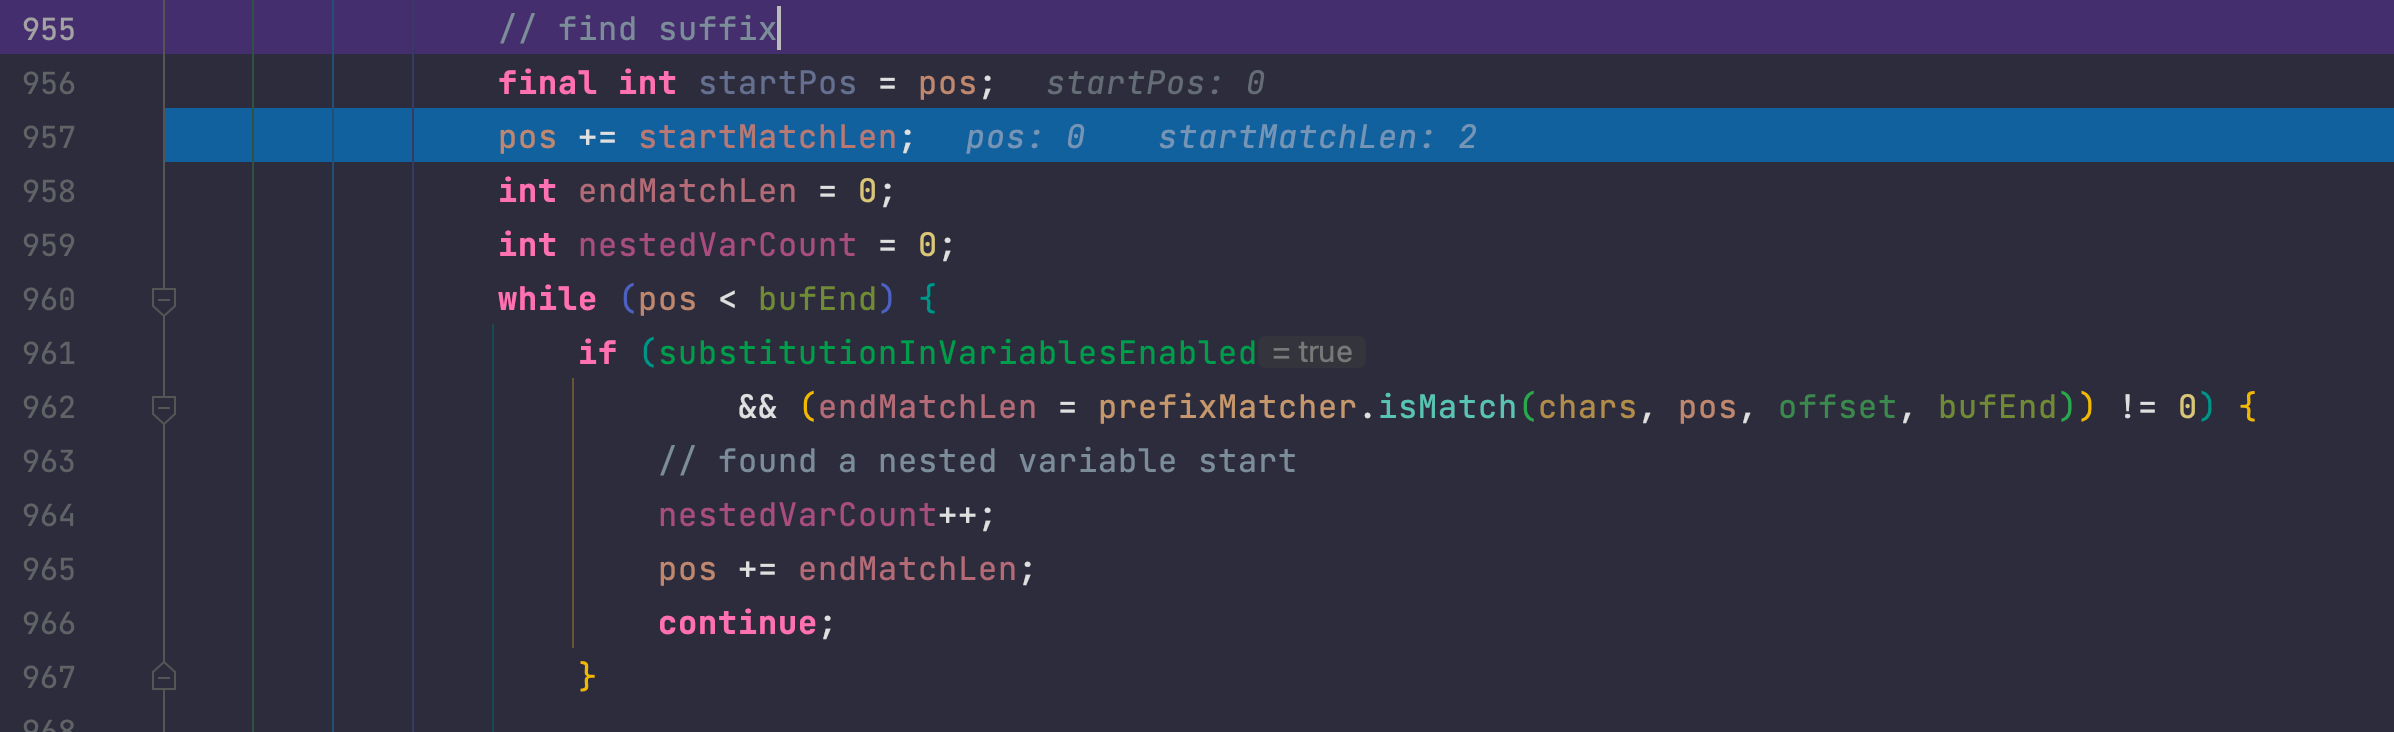 955 // find suffix
956 final int startPos = pos; startPos: 0
957 pos += startMatchLen; pos: 0 startMatchLen: 2
958 int endMatchLen = 0;
959 int nestedVarCount = 0;
960 while (pos < bufEnd) {
961 if (substitutionInVariablesEnabled = true
962 && (endMatchLen = prefixMatcher.isMatch(chars, pos, offset, bufEnd)) != 0) {
963 // found a nested variable start
964 nestedVarCount++;
965 pos += endMatchLen;
966 continue;
967 }
968